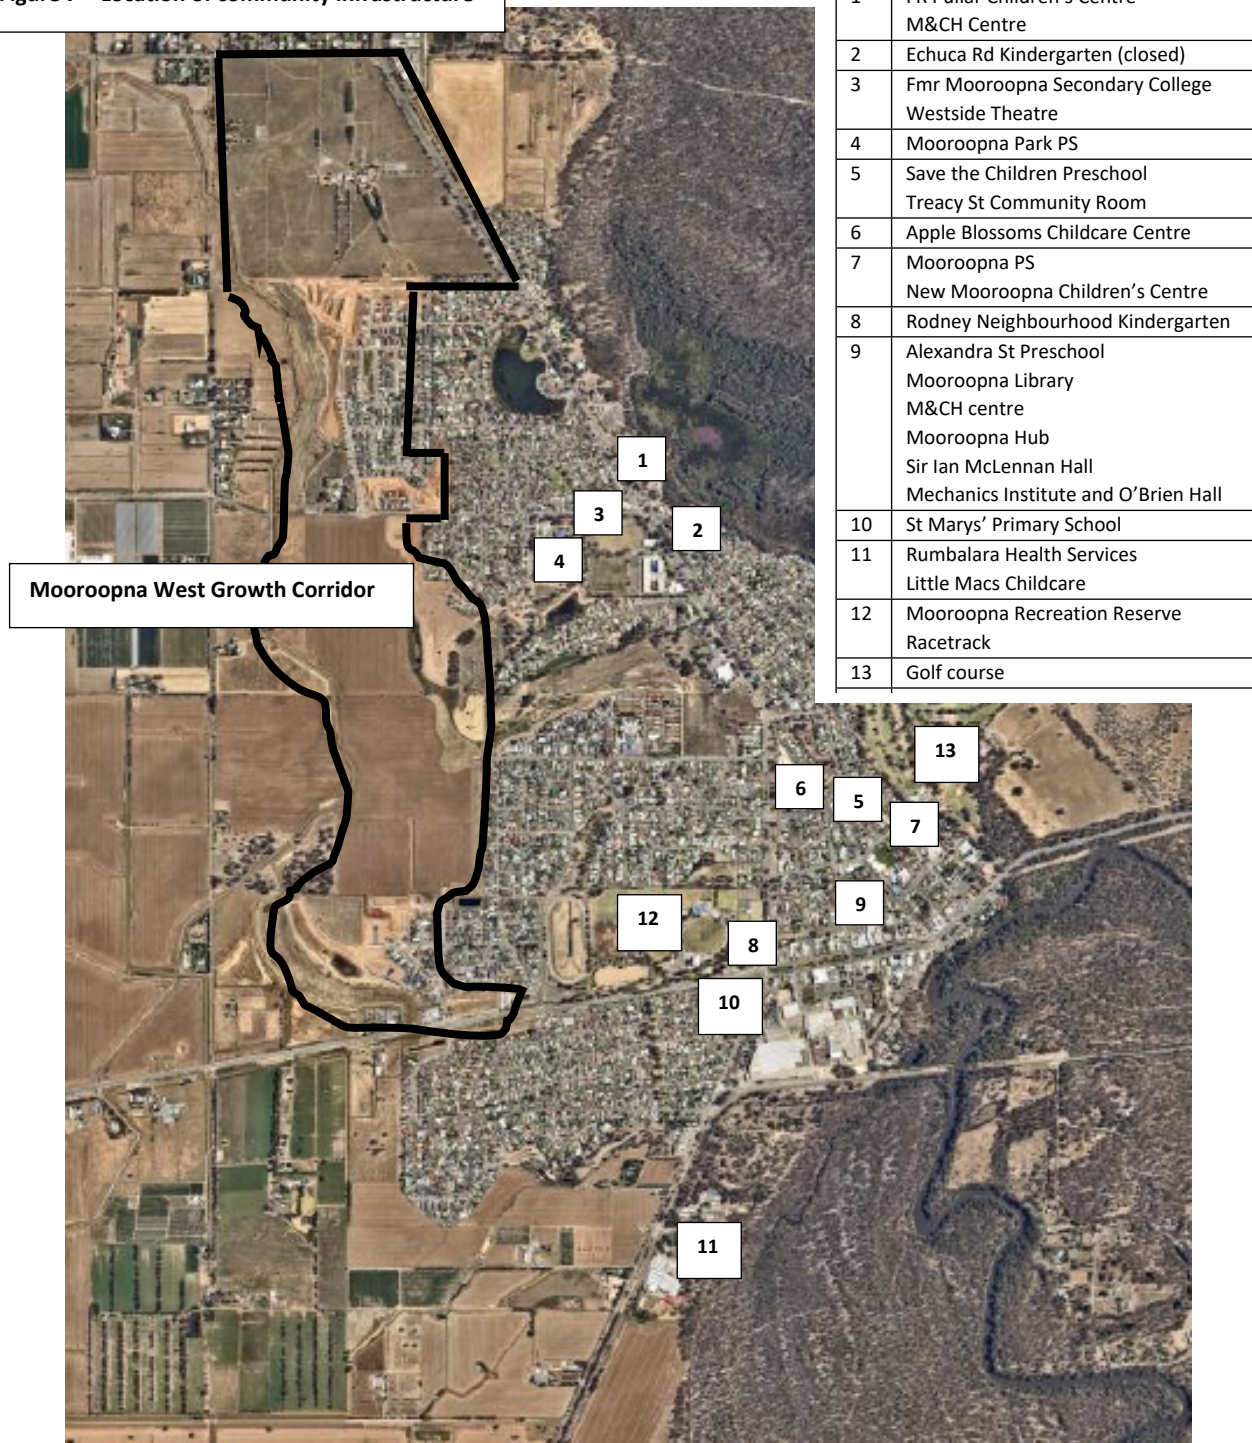 Location of community infrastructure
1
M&CH Centre
2 Echuca Rd Kindergarten (closed)
3 Fmr Mooroopna Secondary College
Westside Theatre
4 Mooroopna Park PS
5 Save the Children Preschool
Treacy St Community Room
6 Apple Blossoms Childcare Centre
7 Mooroopna PS
New Mooroopna Children’s Centre
8 Rodney Neighbourhood Kindergarten
9 Alexandra St Preschool
Mooroopna Library
M&CH centre
Mooroopna Hub
Sir Ian McLennan Hall
Mechanics Institute and O’Brien Hall
10 St Marys’ Primary School
11 Rumbalara Health Services
Little Macs Childcare
12 Mooroopna Recreation Reserve
Racetrack
13 Golf course
1
3
2
4
Mooroopna West Growth Corridor
13
6
5
7
9
12
8
10
11